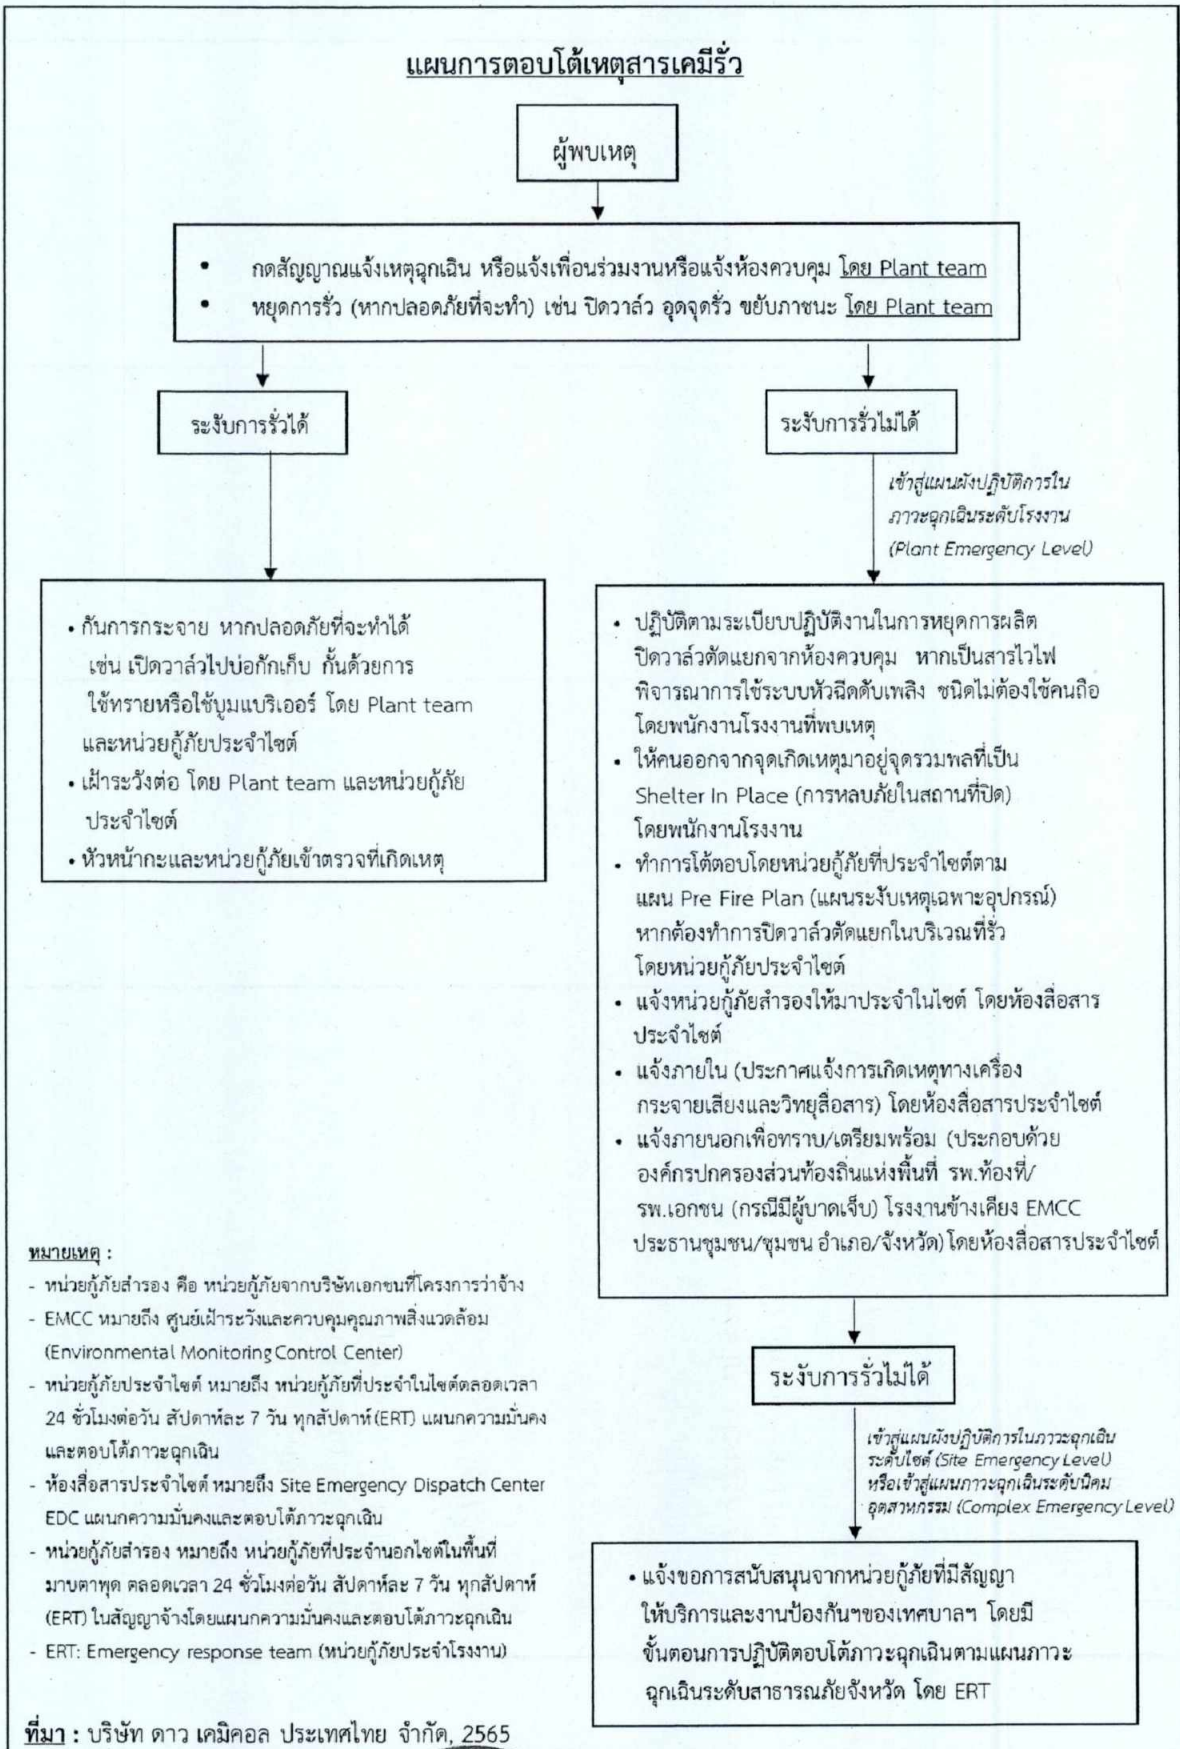 แผนการตอบโต้เหตุสารเคมีรั่ว
ผู้พบเหตุ
• กดสัญญาณแจ้งเหตุฉุกเฉิน หรือแจ้งเพื่อนร่วมงานหรือแจ้งห้องควบคุม โดย Plant team
• หยุดการรั่ว (หากปลอดภัยที่จะทำ) เช่น ปิดวาล์ว อุดจุดรั่ว ขยับภาชนะ โดย Plant team
ระงับการรั่วได้
• กันการกระจาย หากปลอดภัยที่จะทำได้
เช่น เปิดวาล์วไปบ่อกักเก็บ กั้นด้วยการ
ใช้ทรายหรือใช้บูมแบริเออร์ โดย Plant team
และหน่วยกู้ภัยประจำไซต์
• เฝ้าระวังต่อ โดย Plant team และหน่วยกู้ภัย
ประจำไซต์
• หัวหน้ากะและหน่วยกู้ภัยเข้าตรวจที่เกิดเหตุ
ระงับการรั่วไม่ได้
เข้าสู่แผนผังปฏิบัติการใน
ภาวะฉุกเฉินระดับโรงงาน
(Plant Emergency Level)
• ปฏิบัติตามระเบียบปฏิบัติงานในการหยุดการผลิต
ปิดวาล์วตัดแยกจากห้องควบคุม หากเป็นสารไวไฟ
พิจารณาการใช้ระบบหัวฉีดดับเพลิง ชนิดไม่ต้องใช้คนถือ
โดยพนักงานโรงงานที่พบเหตุ
• ให้คนออกจากจุดเกิดเหตุมาอยู่จุดรวมพลที่เป็น
Shelter In Place (การหลบภัยในสถานที่ปิด)
โดยพนักงานโรงงาน
• ทำการโต้ตอบโดยหน่วยกู้ภัยที่ประจำไซต์ตาม
แผน Pre Fire Plan (แผนระงับเหตุเฉพาะอุปกรณ์)
หากต้องทำการปิดวาล์วตัดแยกในบริเวณที่รั่ว
โดยหน่วยกู้ภัยประจำไซต์
• แจ้งหน่วยกู้ภัยสำรองให้มาประจำในไซต์ โดยห้องสื่อสาร
ประจำไซต์
• แจ้งภายใน (ประกาศแจ้งการเกิดเหตุทางเครื่อง
กระจายเสียงและวิทยุสื่อสาร) โดยห้องสื่อสารประจำไซต์
• แจ้งภายนอกเพื่อทราบ/เตรียมพร้อม (ประกอบด้วย
องค์กรปกครองส่วนท้องถิ่นแห่งพื้นที่ รพ.ท้องที่/
รพ.เอกชน (กรณีมีผู้บาดเจ็บ) โรงงานข้างเคียง EMCC
ประธานชุมชน/ชุมชน อำเภอ/จังหวัด) โดยห้องสื่อสารประจำไซต์
ระงับการรั่วไม่ได้
เข้าสู่แผนผังปฏิบัติการในภาวะฉุกเฉิน
ระดับไซต์ (Site Emergency Level)
หรือเข้าสู่แผนภาวะฉุกเฉินระดับนิคม
อุตสาหกรรม (Complex Emergency Level)
• แจ้งขอการสนับสนุนจากหน่วยกู้ภัยที่มีสัญญา
ให้บริการและงานป้องกันฯของเทศบาลฯ โดยมี
ขั้นตอนการปฏิบัติตอบโต้ภาวะฉุกเฉินตามแผนภาวะ
ฉุกเฉินระดับสาธารณภัยจังหวัด โดย ERT
หมายเหตุ :
- หน่วยกู้ภัยสำรอง คือ หน่วยกู้ภัยจากบริษัทเอกชนที่โครงการว่าจ้าง
- EMCC หมายถึง ศูนย์เฝ้าระวังและควบคุมคุณภาพสิ่งแวดล้อม
(Environmental Monitoring Control Center)
- หน่วยกู้ภัยประจำไซต์ หมายถึง หน่วยกู้ภัยที่ประจำในไซต์ตลอดเวลา
24 ชั่วโมงต่อวัน สัปดาห์ละ 7 วัน ทุกสัปดาห์ (ERT) แผนกความมั่นคง
และตอบโต้ภาวะฉุกเฉิน
- ห้องสื่อสารประจำไซต์ หมายถึง Site Emergency Dispatch Center
EDC แผนกความมั่นคงและตอบโต้ภาวะฉุกเฉิน
- หน่วยกู้ภัยสำรอง หมายถึง หน่วยกู้ภัยที่ประจำนอกไซต์ในพื้นที่
มาบตาพุด ตลอดเวลา 24 ชั่วโมงต่อวัน สัปดาห์ละ 7 วัน ทุกสัปดาห์
(ERT) ในสัญญาจ้างโดยแผนกความมั่นคงและตอบโต้ภาวะฉุกเฉิน
- ERT: Emergency response team (หน่วยกู้ภัยประจำโรงงาน)
ที่มา : บริษัท ดาว เคมิคอล ประเทศไทย จำกัด, 2565